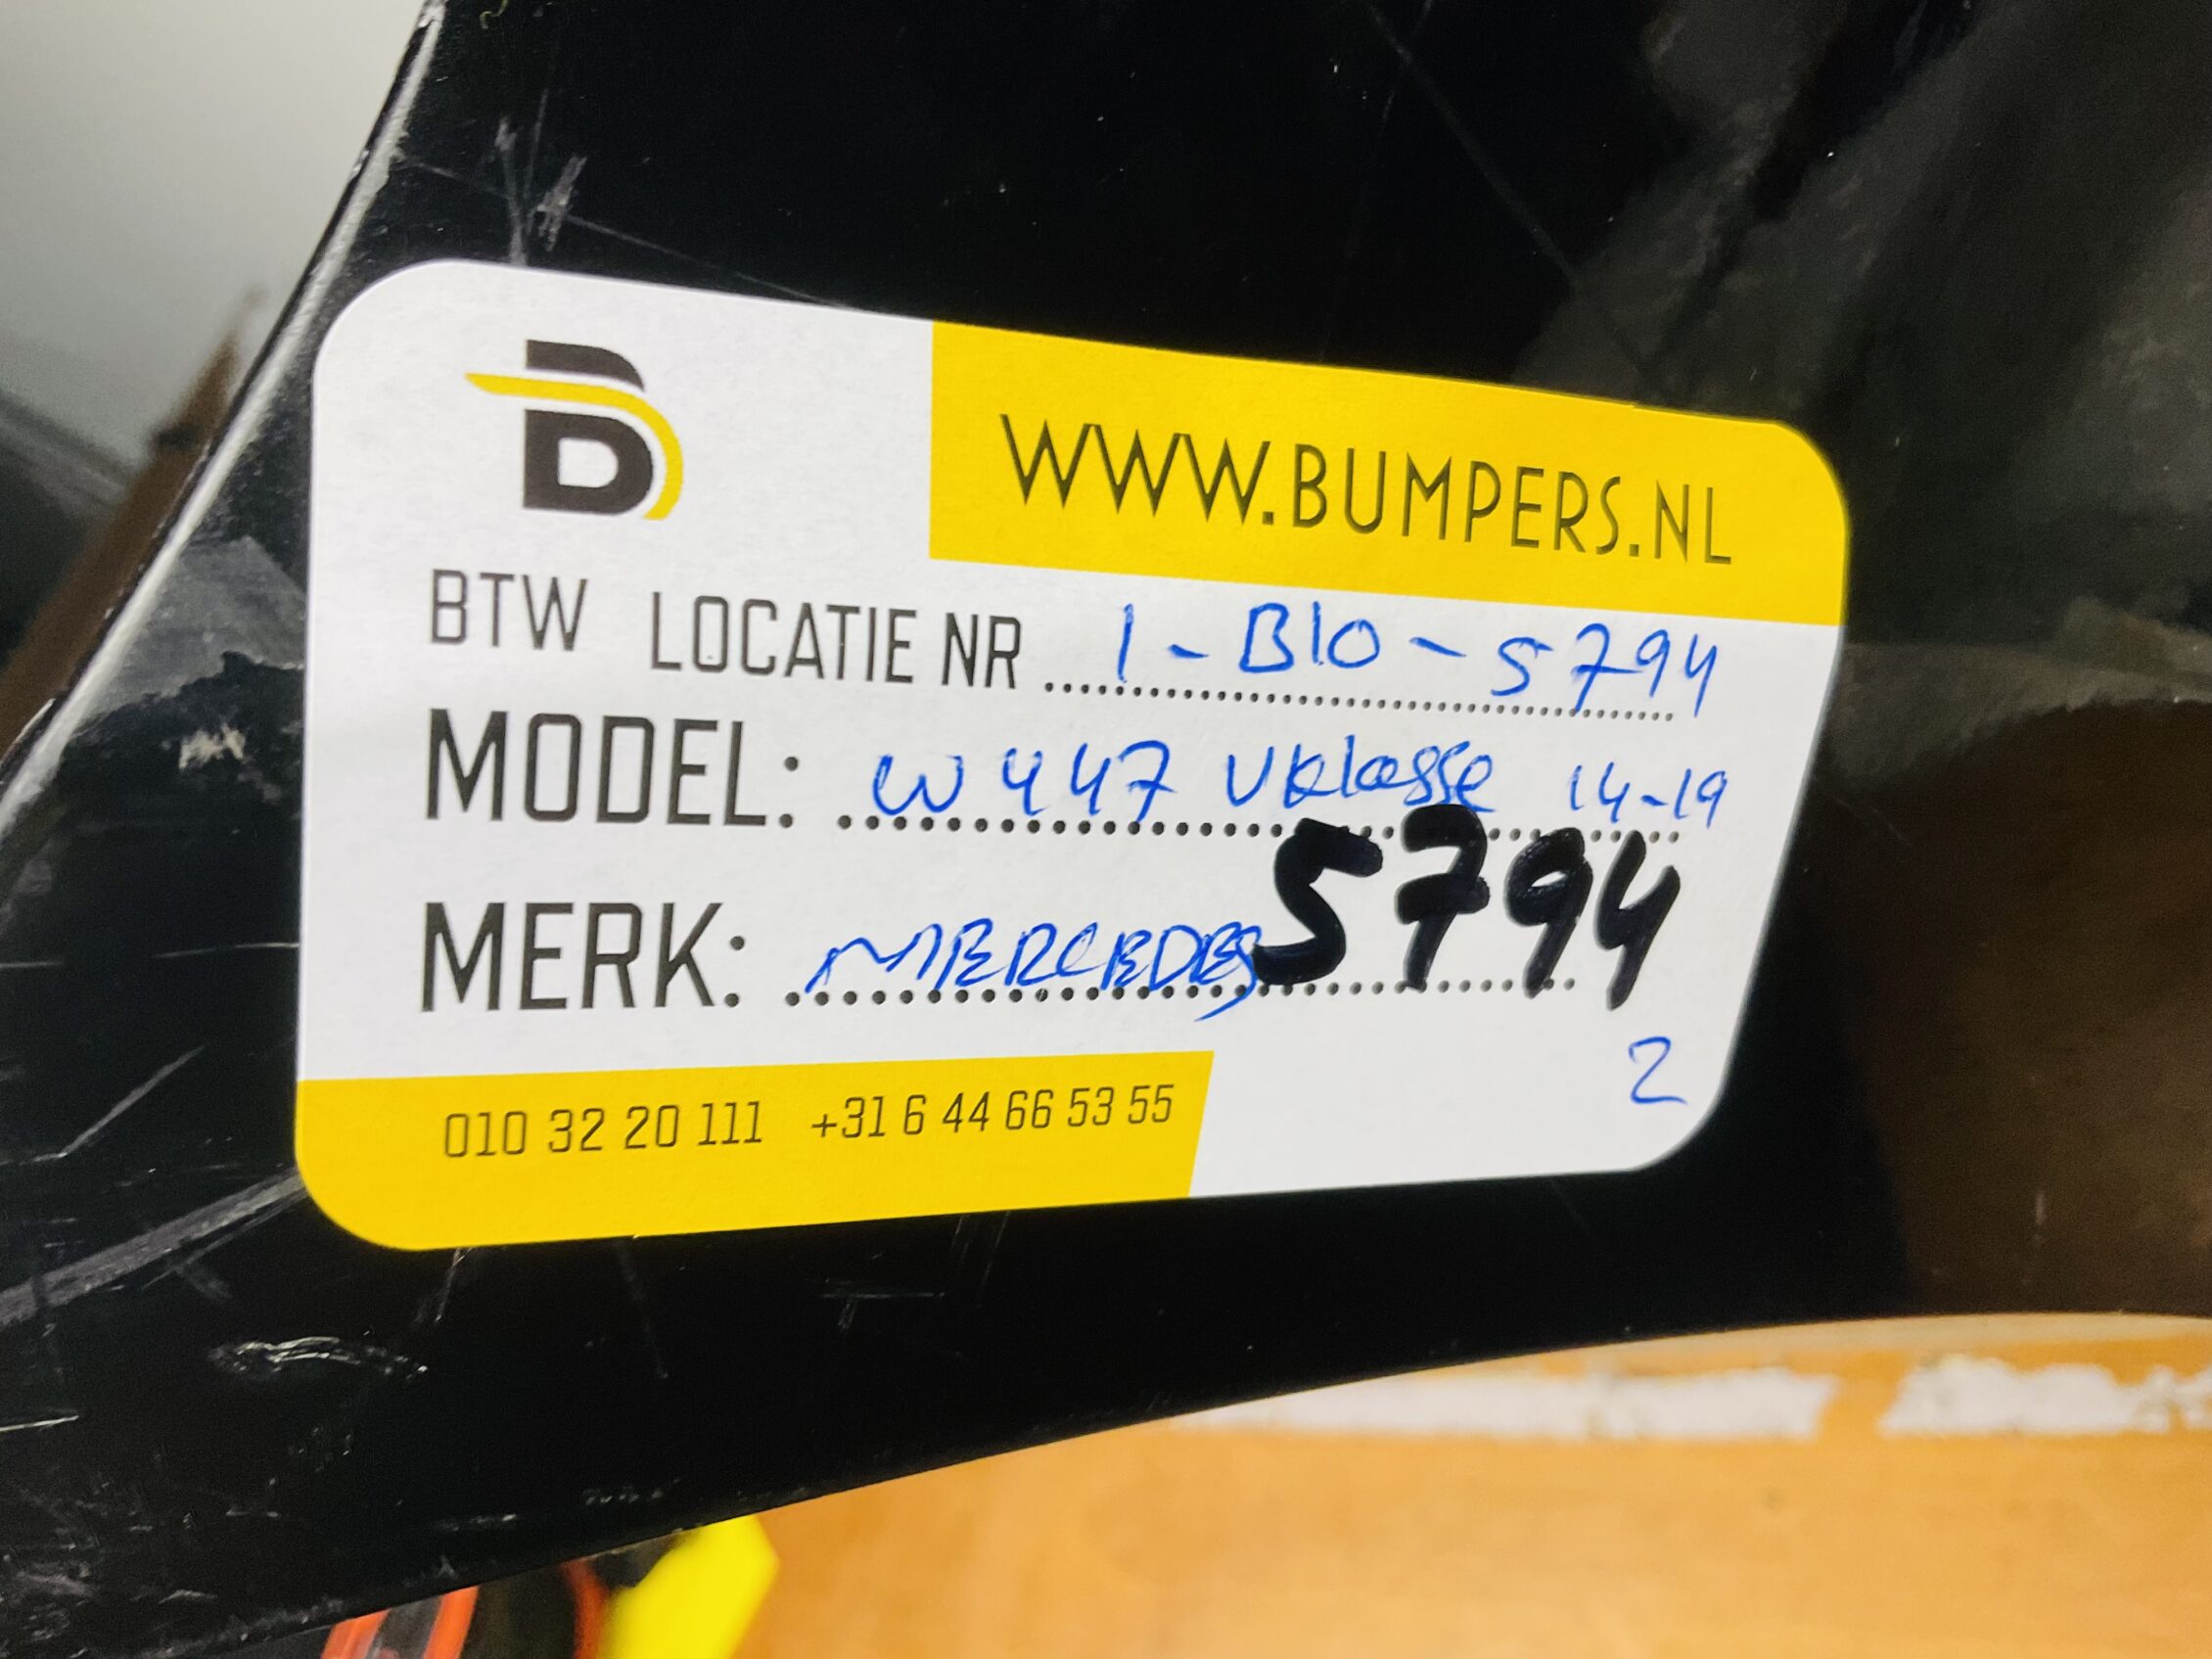 B
WWW.BUMPERS.NL
BTW LOCATIE NR 1-B10-5794
MODEL: W447 Vklasse 14-19
MERK: MERCEDES 5794
2
010 32 20 111 +31 6 44 66 53 55